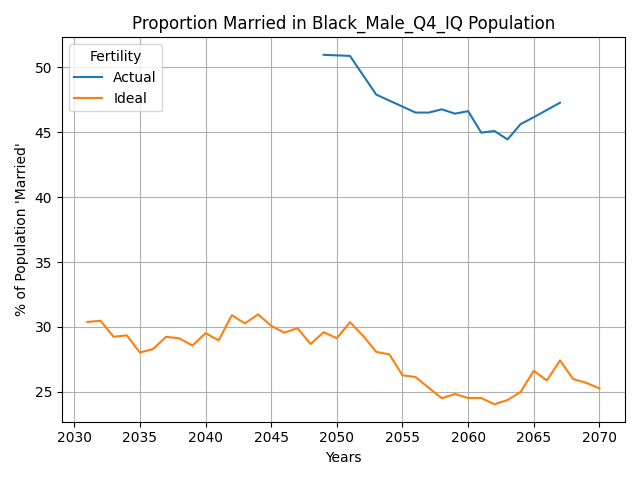 Proportion Married in Black_Male_Q4_IQ Population
Fertility
Actual
Ideal
% of Population 'Married'
50
45
40
35
30
25
2030 2035 2040 2045 2050 2055 2060 2065 2070
Years